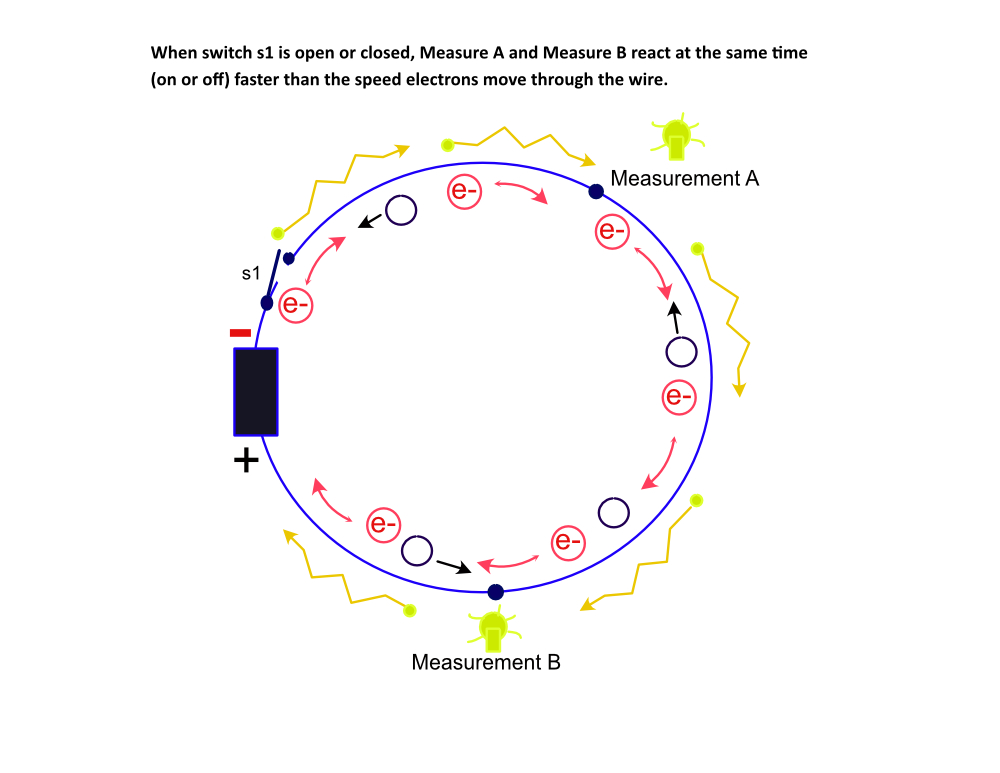 When switch s1 is open or closed, Measure A and Measure B react at the same time
(on or off) faster than the speed electrons move through the wire.
Measurement A
e-
e-
s1
e-
-
e-
+
e-
e-
Measurement B